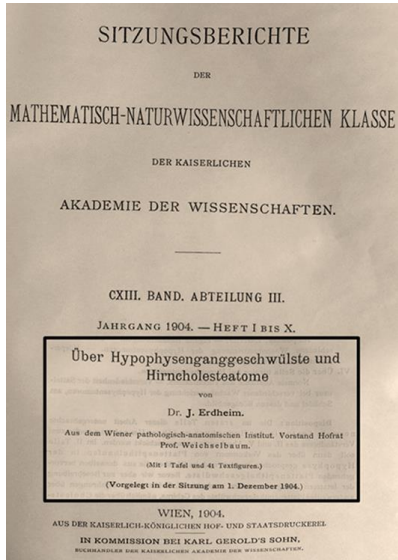 SITZUNGSBERICHTE
DER
MATHEMATISCH-NATURWISSENSCHAFTLICHEN KLASSE
DER KAISERLICHEN
AKADEMIE DER WISSENSCHAFTEN.
CXIII. BAND. ABTEILUNG III.
JAHRGANG 1904. — HEFT I BIS X.
Über Hypophysenganggeschwülste und
Hirncholesteatome
von
Dr. J. Erdheim.
Aus dem Wiener pathologisch-anatomischen Institut. Vorstand Hofrat
Prof. Weichselbaum.
(Mit 1 Tafel und 41 Textfiguren.)
(Vorgelegt in der Sitzung am 1. Dezember 1904.)
WIEN, 1904.
AUS DER KAISERLICH-KÖNIGLICHEN HOF- UND STAATSDRUCKEREI
IN KOMMISSION BEI KARL GEROLD'S SOHN,
BUCHHÄNDLER DER KAISERLICHEN AKADEMIE DER WISSENSCHAFTEN.